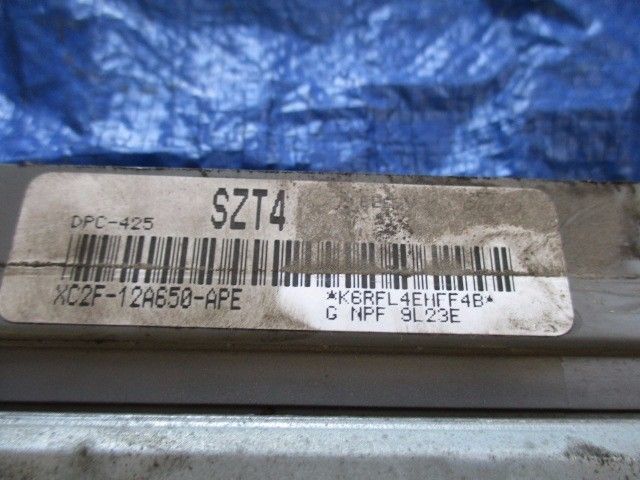 SZT4
DPC-425
XC2F-12A650-APE
*K6RFL4EHFF4B*
G NPF 9L23E